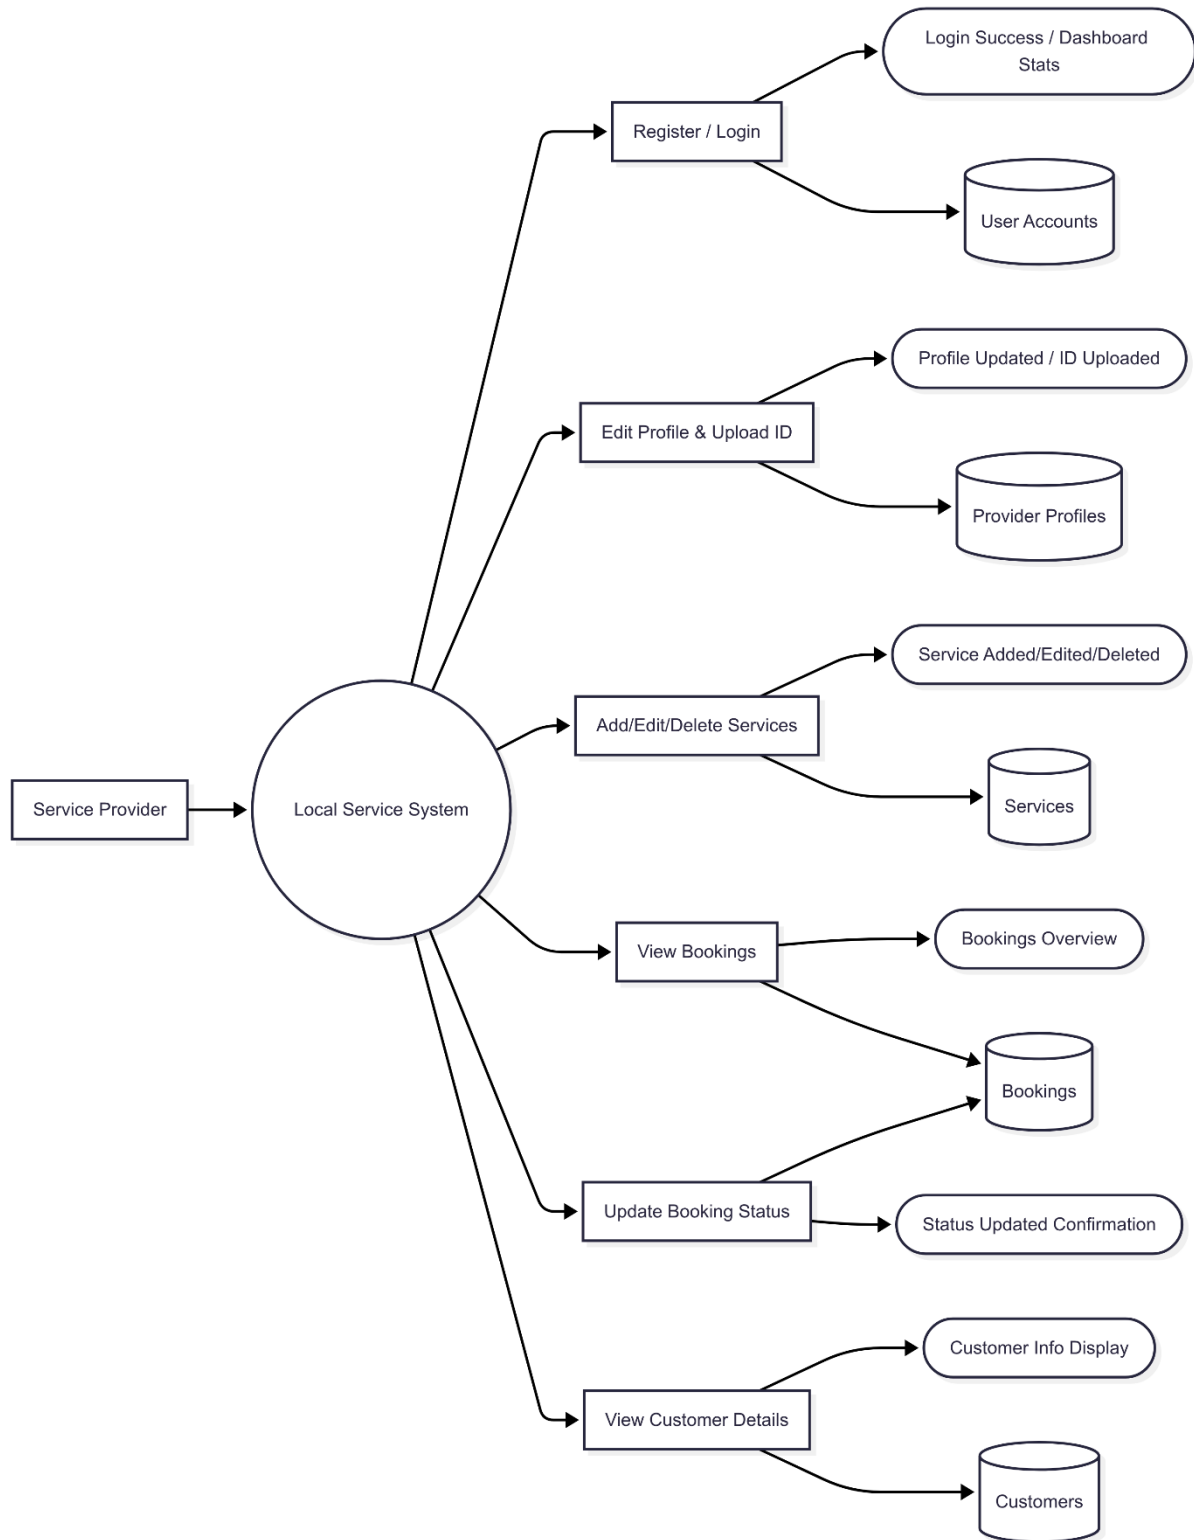 Login Success / Dashboard
Stats
Register / Login
User Accounts
Profile Updated / ID Uploaded
Edit Profile & Upload ID
Provider Profiles
Service Added/Edited/Deleted
Add/Edit/Delete Services
Service Provider
Local Service System
Services
Bookings Overview
View Bookings
Bookings
Update Booking Status
Status Updated Confirmation
Customer Info Display
View Customer Details
Customers